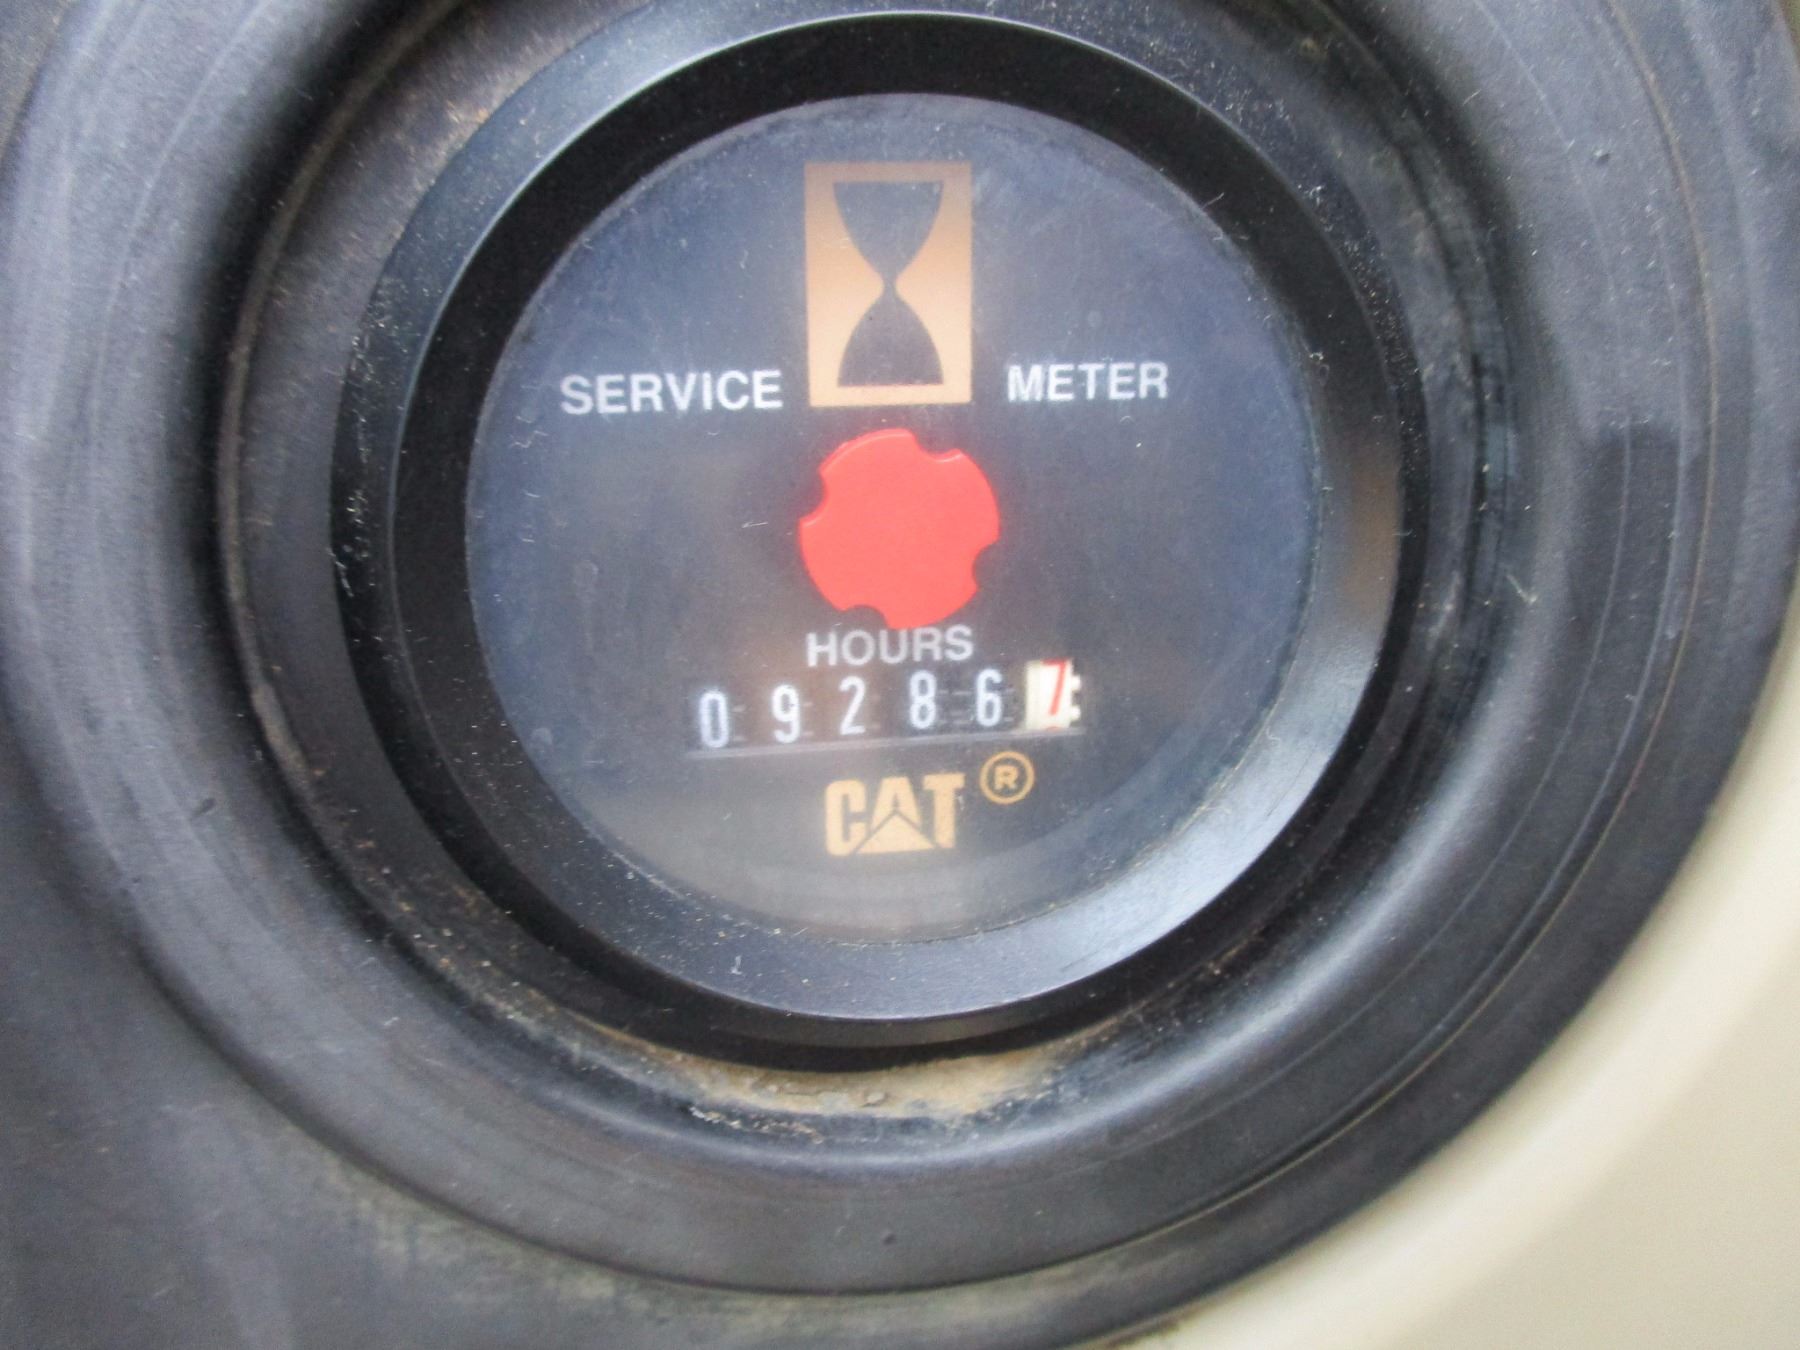 SERVICE METER
HOURS
092867
CAT ®